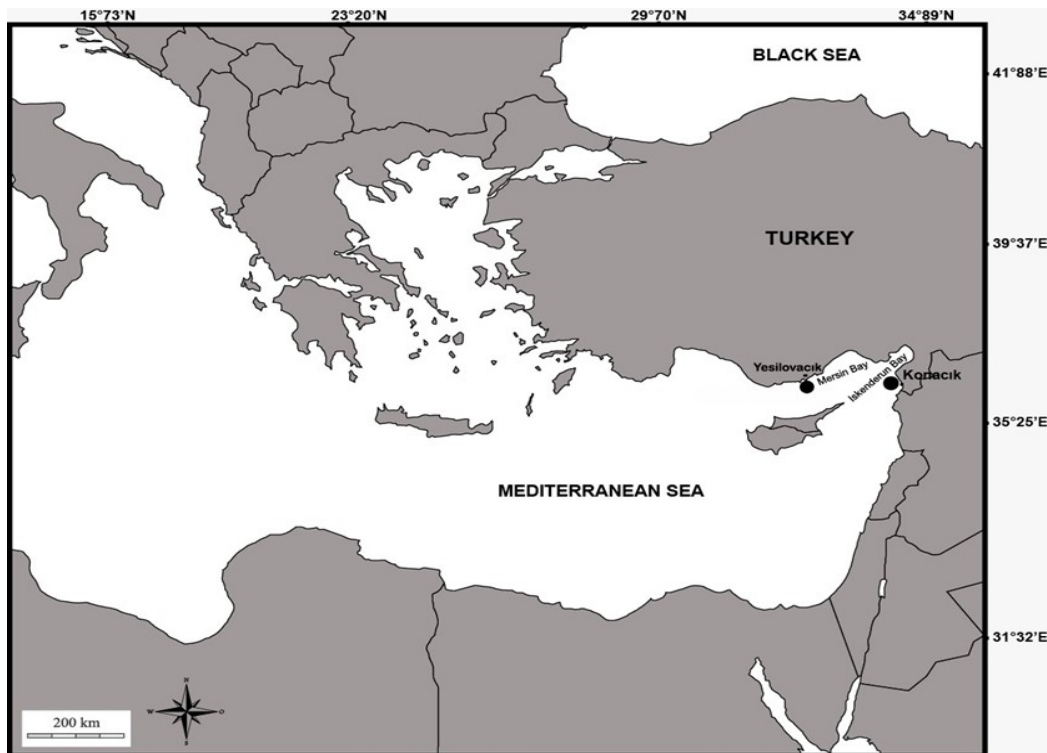 15°73'N
23°20'N
29°70'N
34°89'N
BLACK SEA
41°88'E
TURKEY
39°37'E
Yesilovacık
Mersin Bay
Iskenderun Bay
Konacık
35°25'E
MEDITERRANEAN SEA
31°32'E
N
W
O
S
200 km